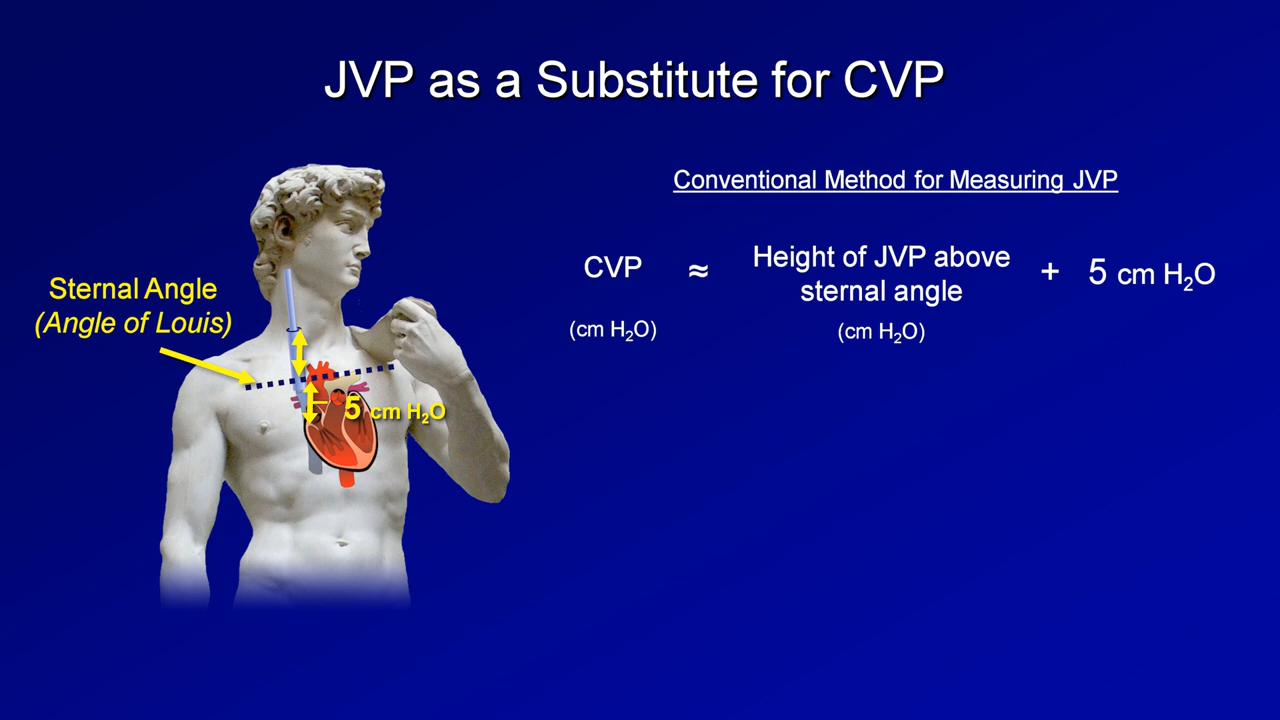 JVP as a Substitute for CVP
Conventional Method for Measuring JVP
CVP ≈ Height of JVP above sternal angle + 5 cm H₂O
(cm H₂O)
(cm H₂O)
Sternal Angle
(Angle of Louis)
5 cm H₂O